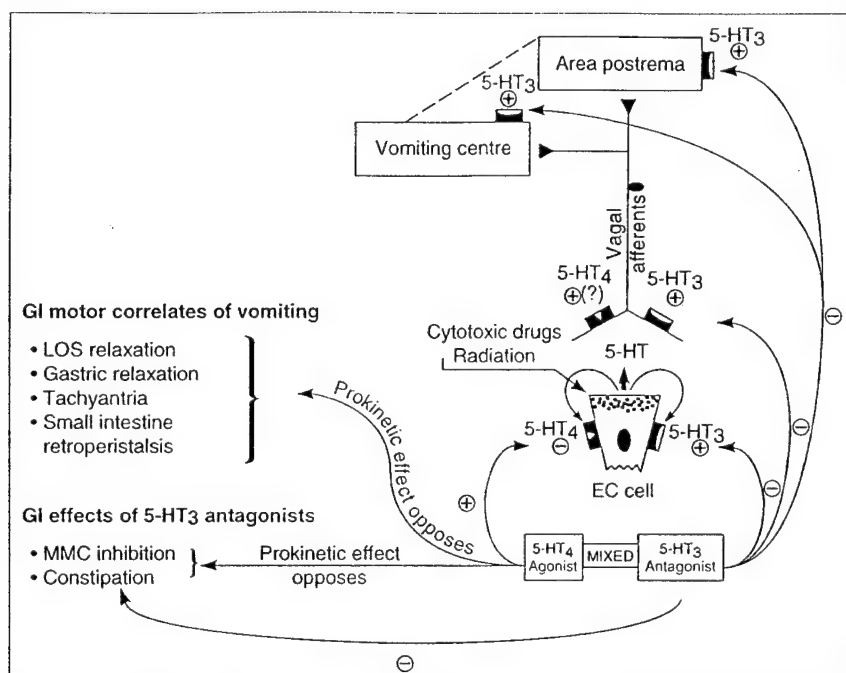 5-HT3
⊕
Area postrema
5-HT3
⊕
Vomiting centre
Vagal
afferents
5-HT4
⊕(?)
5-HT3
⊕
GI motor correlates of vomiting
• LOS relaxation
• Gastric relaxation
• Tachyantria
• Small intestine
retroperistalsis
Cytotoxic drugs
Radiation
5-HT
⊖
5-HT4
⊖
5-HT3
⊕
EC cell
⊖
⊖
Prokinetic effect opposes
⊕
GI effects of 5-HT3 antagonists
• MMC inhibition
• Constipation
Prokinetic effect
opposes
5-HT4
Agonist
MIXED
5-HT3
Antagonist
⊖